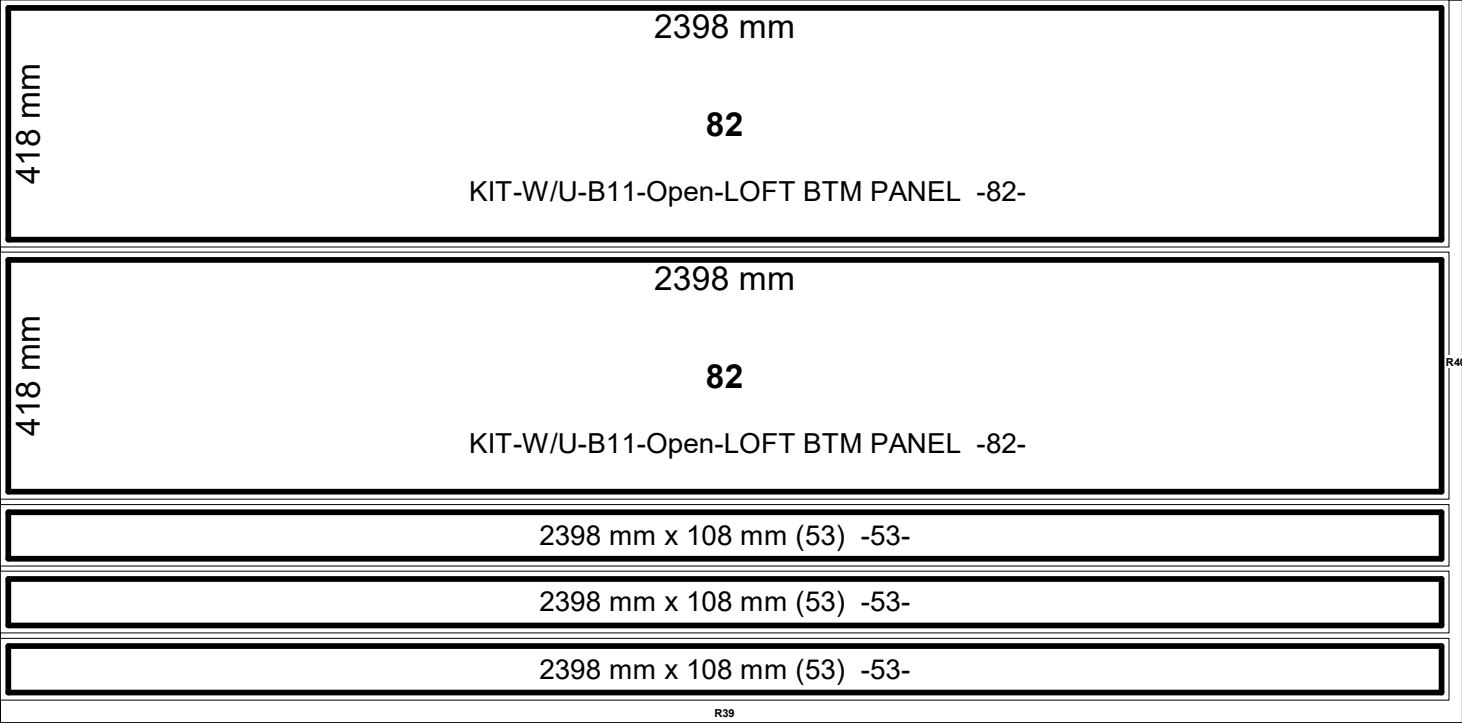 2398 mm
418 mm
82
KIT-W/U-B11-Open-LOFT BTM PANEL -82-
2398 mm
418 mm
82
R40
KIT-W/U-B11-Open-LOFT BTM PANEL -82-
2398 mm x 108 mm (53) -53-
2398 mm x 108 mm (53) -53-
2398 mm x 108 mm (53) -53-
R39